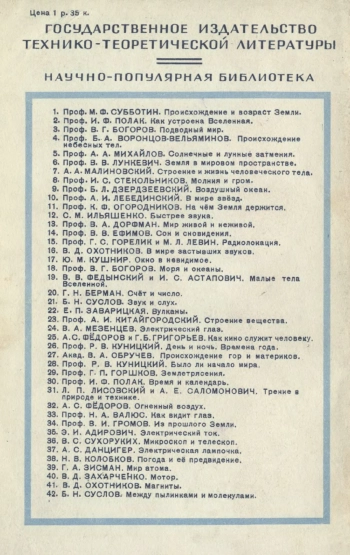 Цена 1 р. 35 к.
ГОСУДАРСТВЕННОЕ ИЗДАТЕЛЬСТВО
ТЕХНИКО-ТЕОРЕТИЧЕСКОЙ ЛИТЕРАТУРЫ
НАУЧНО-ПОПУЛЯРНАЯ БИБЛИОТЕКА
1. Проф. М. Ф. СУББОТИН. Происхождение и возраст Земли.
2. Проф. И. Ф. ПОЛАК. Как устроена Вселенная.
3. Проф. В. Г. БОГОРОВ. Подводный мир.
4. Проф. Б. А. ВОРОНЦОВ-ВЕЛЬЯМИНОВ. Происхождение
небесных тел.
5. Проф. А. А. МИХАЙЛОВ. Солнечные и лунные затмения.
6. Проф. В. В. ЛУНКЕВИЧ. Земля в мировом пространстве.
7. А. А. МАЛИНОВСКИЙ. Строение и жизнь человеческого тела.
8. Проф. И. С. СТЕКОЛЬНИКОВ. Молния и гром.
9. Проф. Б. Л. ДЗЕРДЗЕЕВСКИЙ. Воздушный океан.
10. Проф. А. И. ЛЕБЕДИНСКИЙ. В мире звёзд.
11. Проф. К. Ф. ОГОРОДНИКОВ. На чём Земля держится.
12. С. М. ИЛЬЯШЕНКО. Быстрее звука.
13. Проф. В. А. ДОРФМАН. Мир живой и неживой.
14. Проф. В. В. ЕФИМОВ. Сон и сновидения.
15. Проф. Г. С. ГОРЕЛИК и М. Л. ЛЕВИН. Радиолокация.
16. В. Д. ОХОТНИКОВ. В мире застывших звуков.
17. Ю. М. КУШНИР. Окно в невидимое.
18. Проф. В. Г. БОГОРОВ. Моря и океаны.
19. В. В. ФЕДЫНСКИЙ и И. С. АСТАПОВИЧ. Малые тела
Вселенной.
20. Г. Н. БЕРМАН. Счёт и число.
21. Б. Н. СУСЛОВ. Звук и слух.
22. Е. П. ЗАВАРИЦКАЯ. Вулканы.
23. Проф. А. И. КИТАЙГОРОДСКИЙ. Строение вещества.
24. В. А. МЕЗЕНЦЕВ. Электрический глаз.
25. А. С. ФЁДОРОВ и Г. Б. ГРИГОРЬЕВ. Как кино служит человеку.
26. Проф. Р. В. КУНИЦКИЙ. День и ночь. Времена года.
27. Акад. В. А. ОБРУЧЕВ. Происхождение гор и материков.
28. Проф. Р. В. КУНИЦКИЙ. Было ли начало мира.
29. Проф. Г. П. ГОРШКОВ. Землетрясения.
30. Проф. И. Ф. ПОЛАК. Время и календарь.
31. Л. П. ЛИСОВСКИЙ и А. Е. САЛОМОНОВИЧ. Трение в
природе и технике.
32. А. С. ФЁДОРОВ. Огненный воздух.
33. Проф. Н. А. ВАЛЮС. Как видит глаз.
34. Проф. В. И. ГРОМОВ. Из прошлого Земли.
35. Э. И. АДИРОВИЧ. Электрический ток.
36. В. С. СУХОРУКИХ. Микроскоп и телескоп.
37. А. С. ДАНЦИГЕР. Электрическая лампочка.
38. Н. В. КОЛОБКОВ. Погода и её предвидение.
39. Г. А. ЗИСМАН. Мир атома.
40. В. Д. ЗАХАРЧЕНКО. Мотор.
41. В. Д. ОХОТНИКОВ. Магниты.
42. Б. Н. СУСЛОВ. Между пылинками и молекулами.